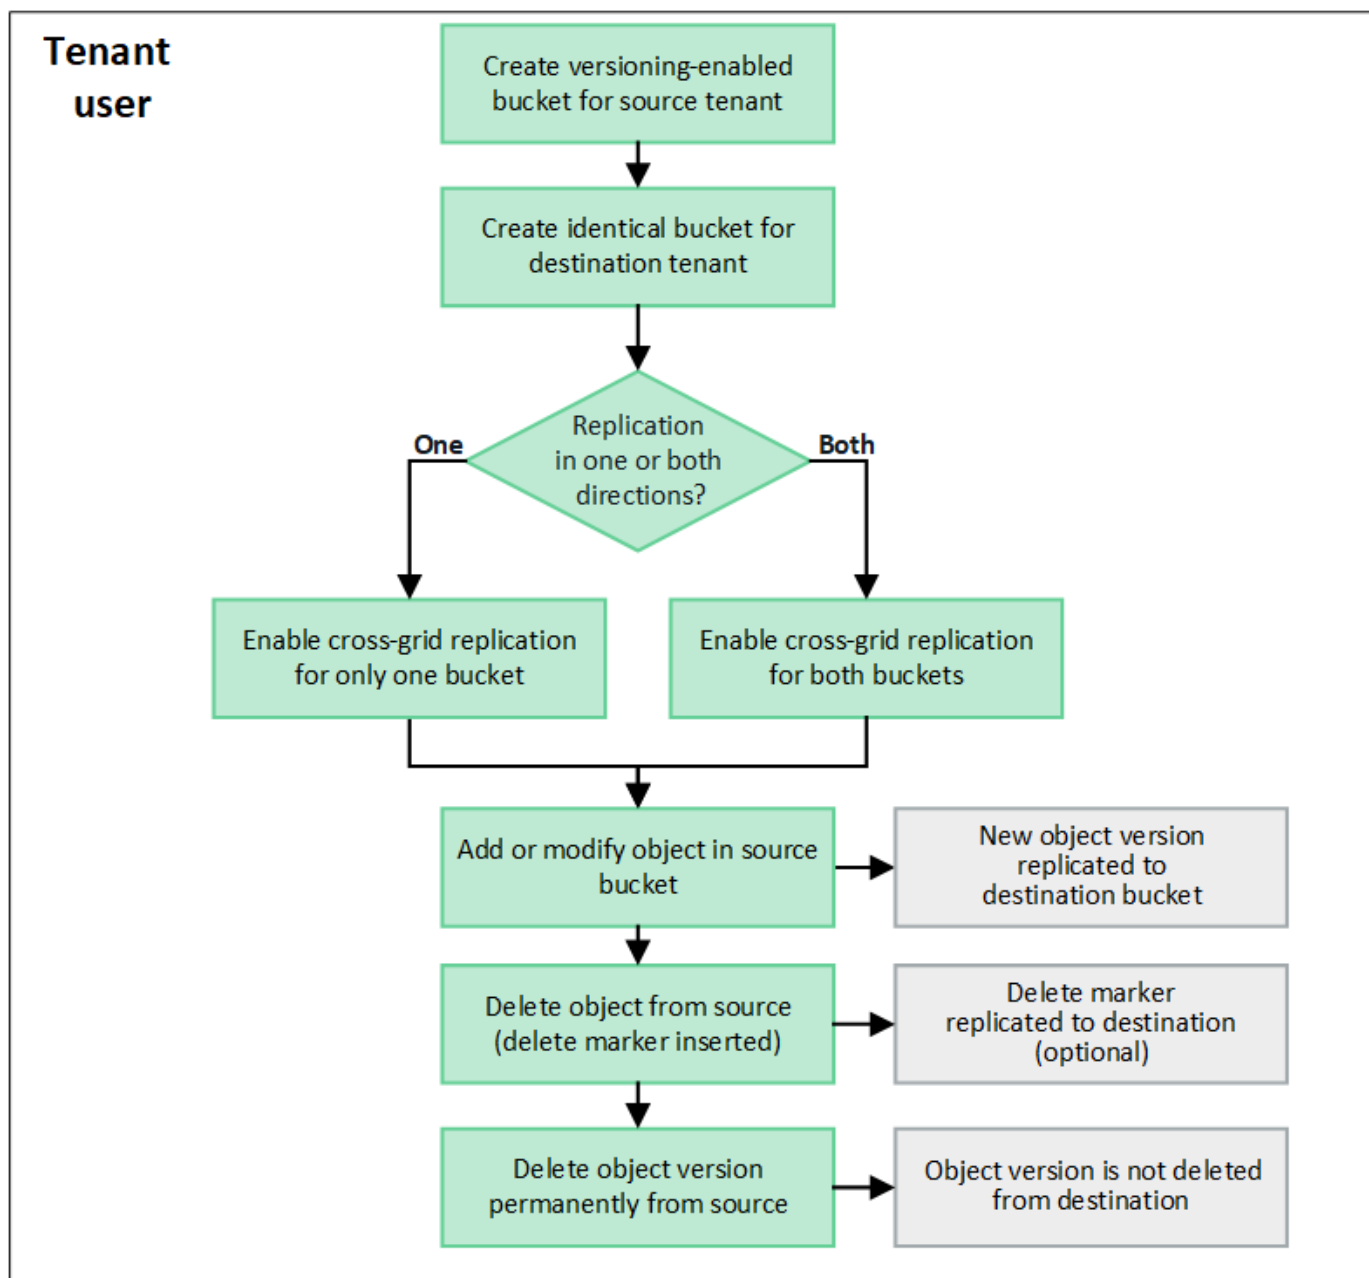 Tenant
user
Create versioning-enabled
bucket for source tenant
Create identical bucket for
destination tenant
Replication
in one or both
directions?
One
Both
Enable cross-grid replication
for only one bucket
Enable cross-grid replication
for both buckets
Add or modify object in source
bucket
New object version
replicated to
destination bucket
Delete object from source
(delete marker inserted)
Delete marker
replicated to destination
(optional)
Delete object version
permanently from source
Object version is not deleted
from destination